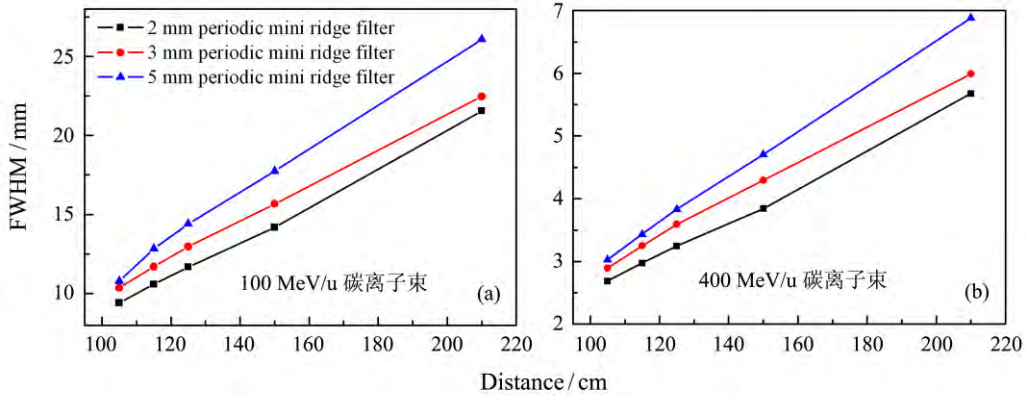 2 mm periodic mini ridge filter
3 mm periodic mini ridge filter
5 mm periodic mini ridge filter
FWHM / mm
25
20
15
10
100 MeV/u 碳离子束
(a)
100 120 140 160 180 200 220
7
6
5
4
3
2
400 MeV/u 碳离子束
(b)
100 120 140 160 180 200 220
Distance / cm